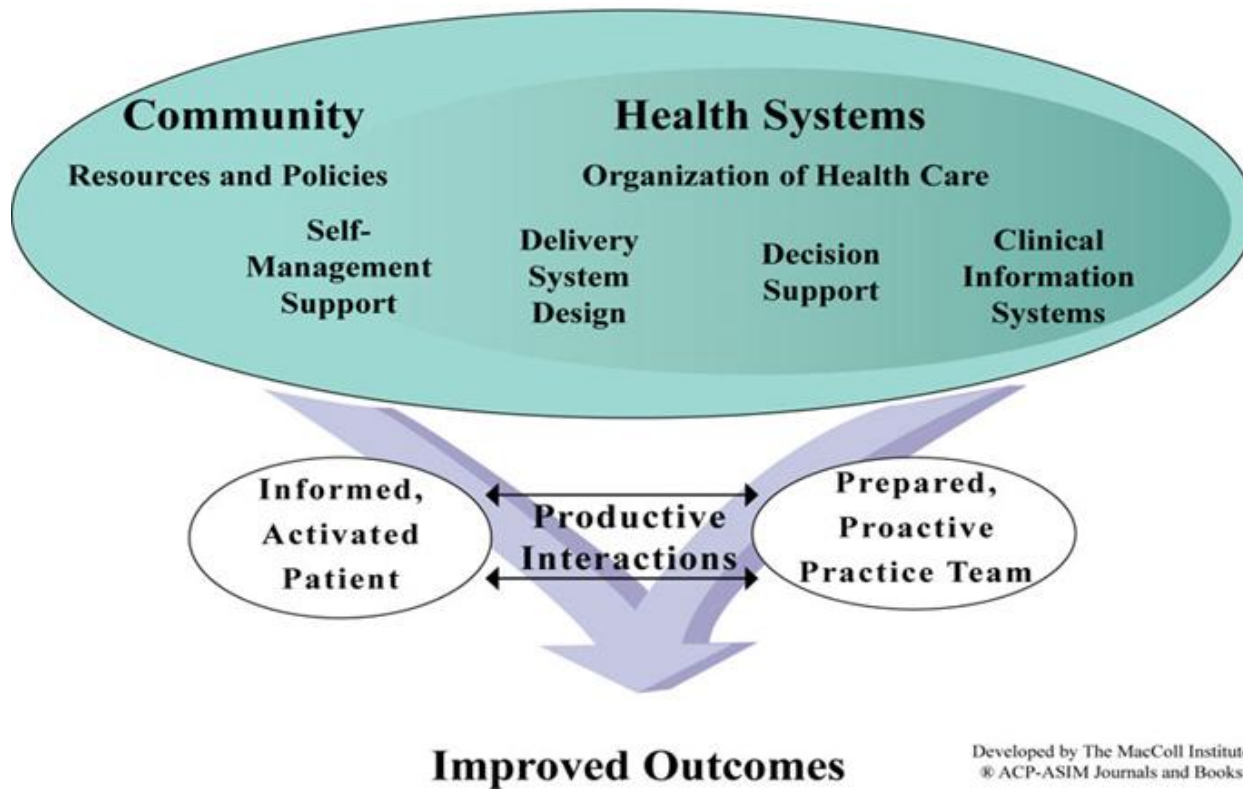 Community
Health Systems
Resources and Policies
Organization of Health Care
Self-
Management
Support
Delivery
System
Design
Decision
Support
Clinical
Information
Systems
Informed,
Activated
Patient
Productive
Interactions
Prepared,
Proactive
Practice Team
Improved Outcomes
Developed by The MacColl Institute
® ACP-ASIM Journals and Books